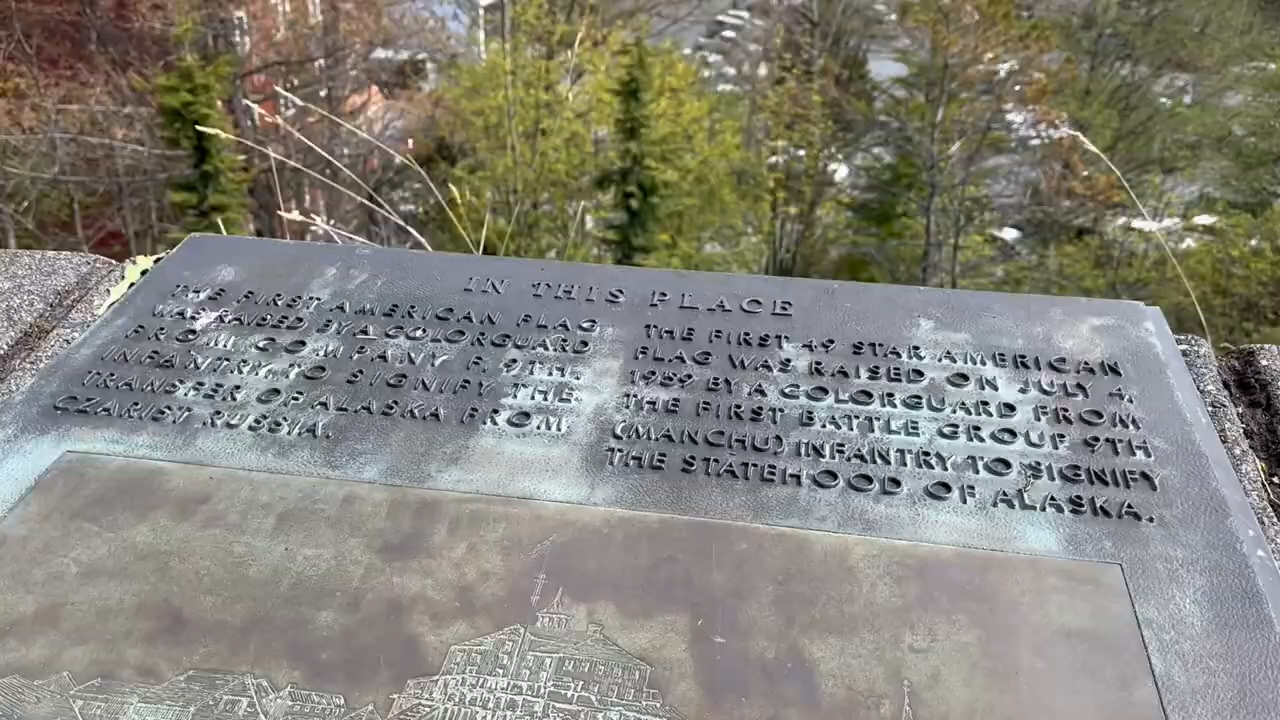 IN THIS PLACE
THE FIRST AMERICAN FLAG
WAS RAISED BY A COLORGUARD
FROM COMPANY F, 9TH.
INFANTRY, TO SIGNIFY THE
TRANSFER OF ALASKA FROM
CZARIST RUSSIA.
THE FIRST 49 STAR AMERICAN
FLAG WAS RAISED ON JULY 4,
1959 BY A COLORGUARD FROM
THE FIRST BATTLE GROUP 9TH
(MANCHU) INFANTRY TO SIGNIFY
THE STATEHOOD OF ALASKA.